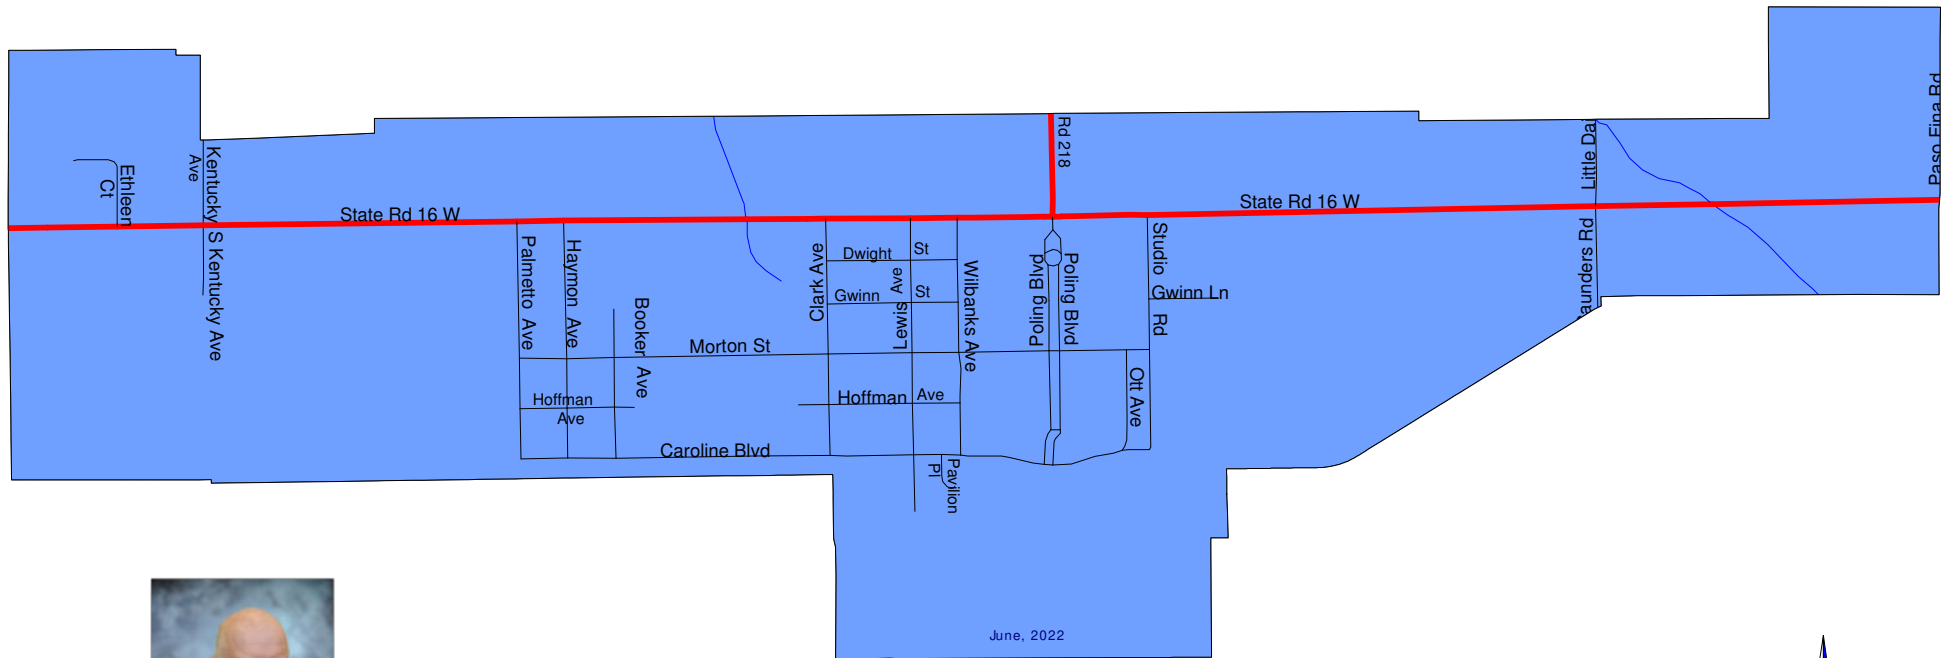 Rd 218
Paso Fina Rd
Little Dai
Kentucky
Ave
Ethleen
Ct
State Rd 16 W
State Rd 16 W
S Kentucky Ave
Palmetto Ave
Haymon Ave
Booker Ave
Clark Ave
Dwight St
Gwinn St
Lewis Ave
Wilbanks Ave
Poling Blvd
Poling Blvd
Studio Rd
Gwinn Ln
aunders Rd
Morton St
Ott Ave
Hoffman
Ave
Hoffman Ave
Caroline Blvd
Pavilion
Pl
June, 2022